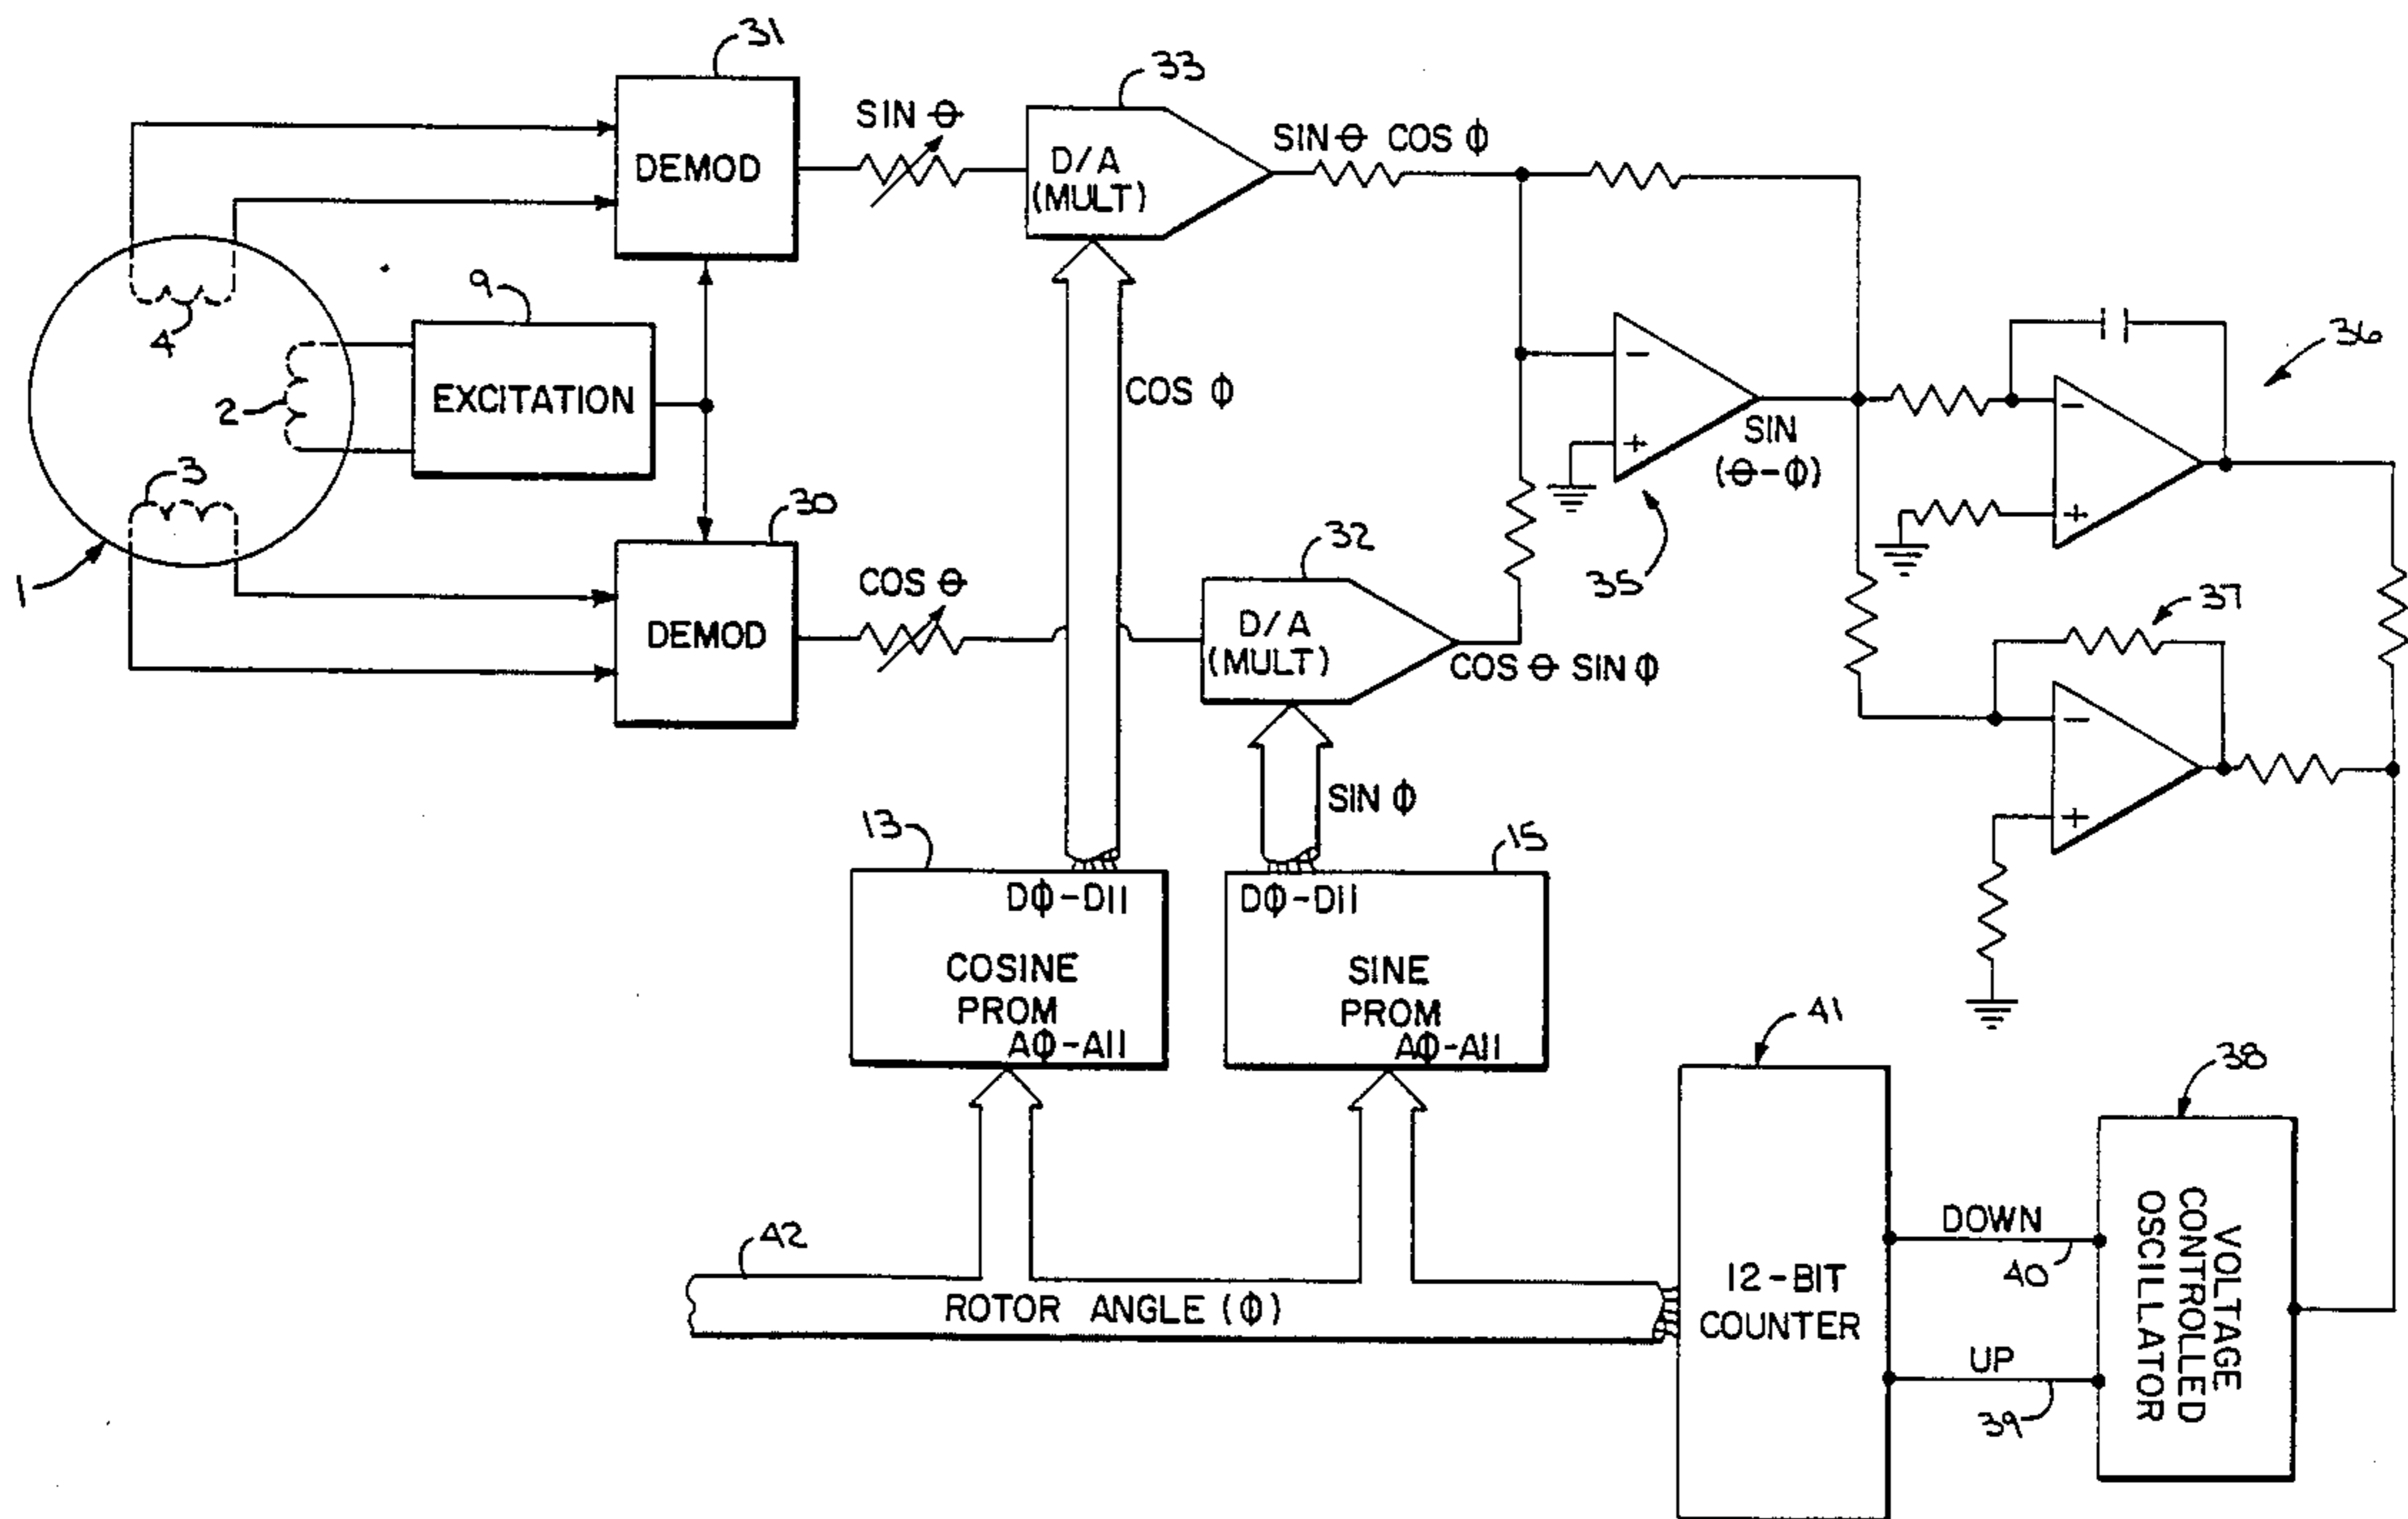 31
33
SIN θ
SIN θ COS ϕ
DEMOD
D/A
(MULT)
9
4
36
COS ϕ
EXCITATION
2
−
−
SIN
(θ-ϕ)
+
3
30
+
32
35
1
COS θ
37
DEMOD
D/A
(MULT)
COS θ SIN ϕ
−
SIN ϕ
+
13
15
Dϕ-D11
Dϕ-D11
COSINE
PROM
Aϕ-A11
SINE
PROM
Aϕ-A11
41
38
42
DOWN
40
VOLTAGE
CONTROLLED
OSCILLATOR
12-BIT
COUNTER
ROTOR ANGLE (ϕ)
UP
39